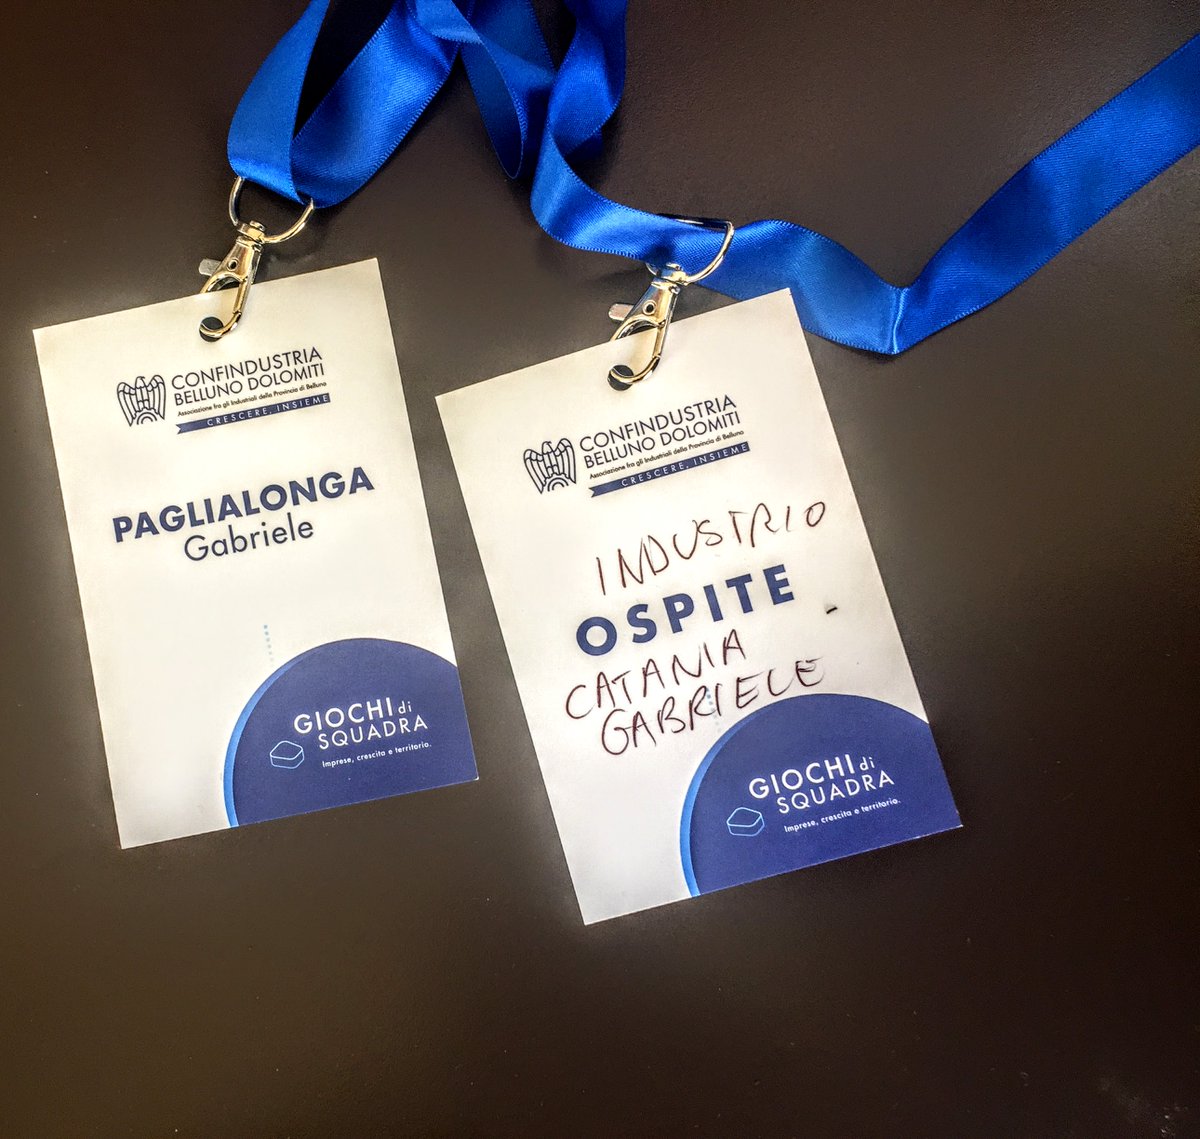 CONFINDUSTRIA
BELLUNO DOLOMITI
Associazione fra gli Industriali della Provincia di Belluno
CRESCERE, INSIEME
PAGLIALONGA
Gabriele
GIOCHI di
SQUADRA
Imprese, crescita e territorio.
CONFINDUSTRIA
BELLUNO DOLOMITI
Associazione fra gli Industriali della Provincia di Belluno
CRESCERE, INSIEME
INDUSTRIO
OSPITE
CATANIA
GABRIELE
GIOCHI di
SQUADRA
Imprese, crescita e territorio.